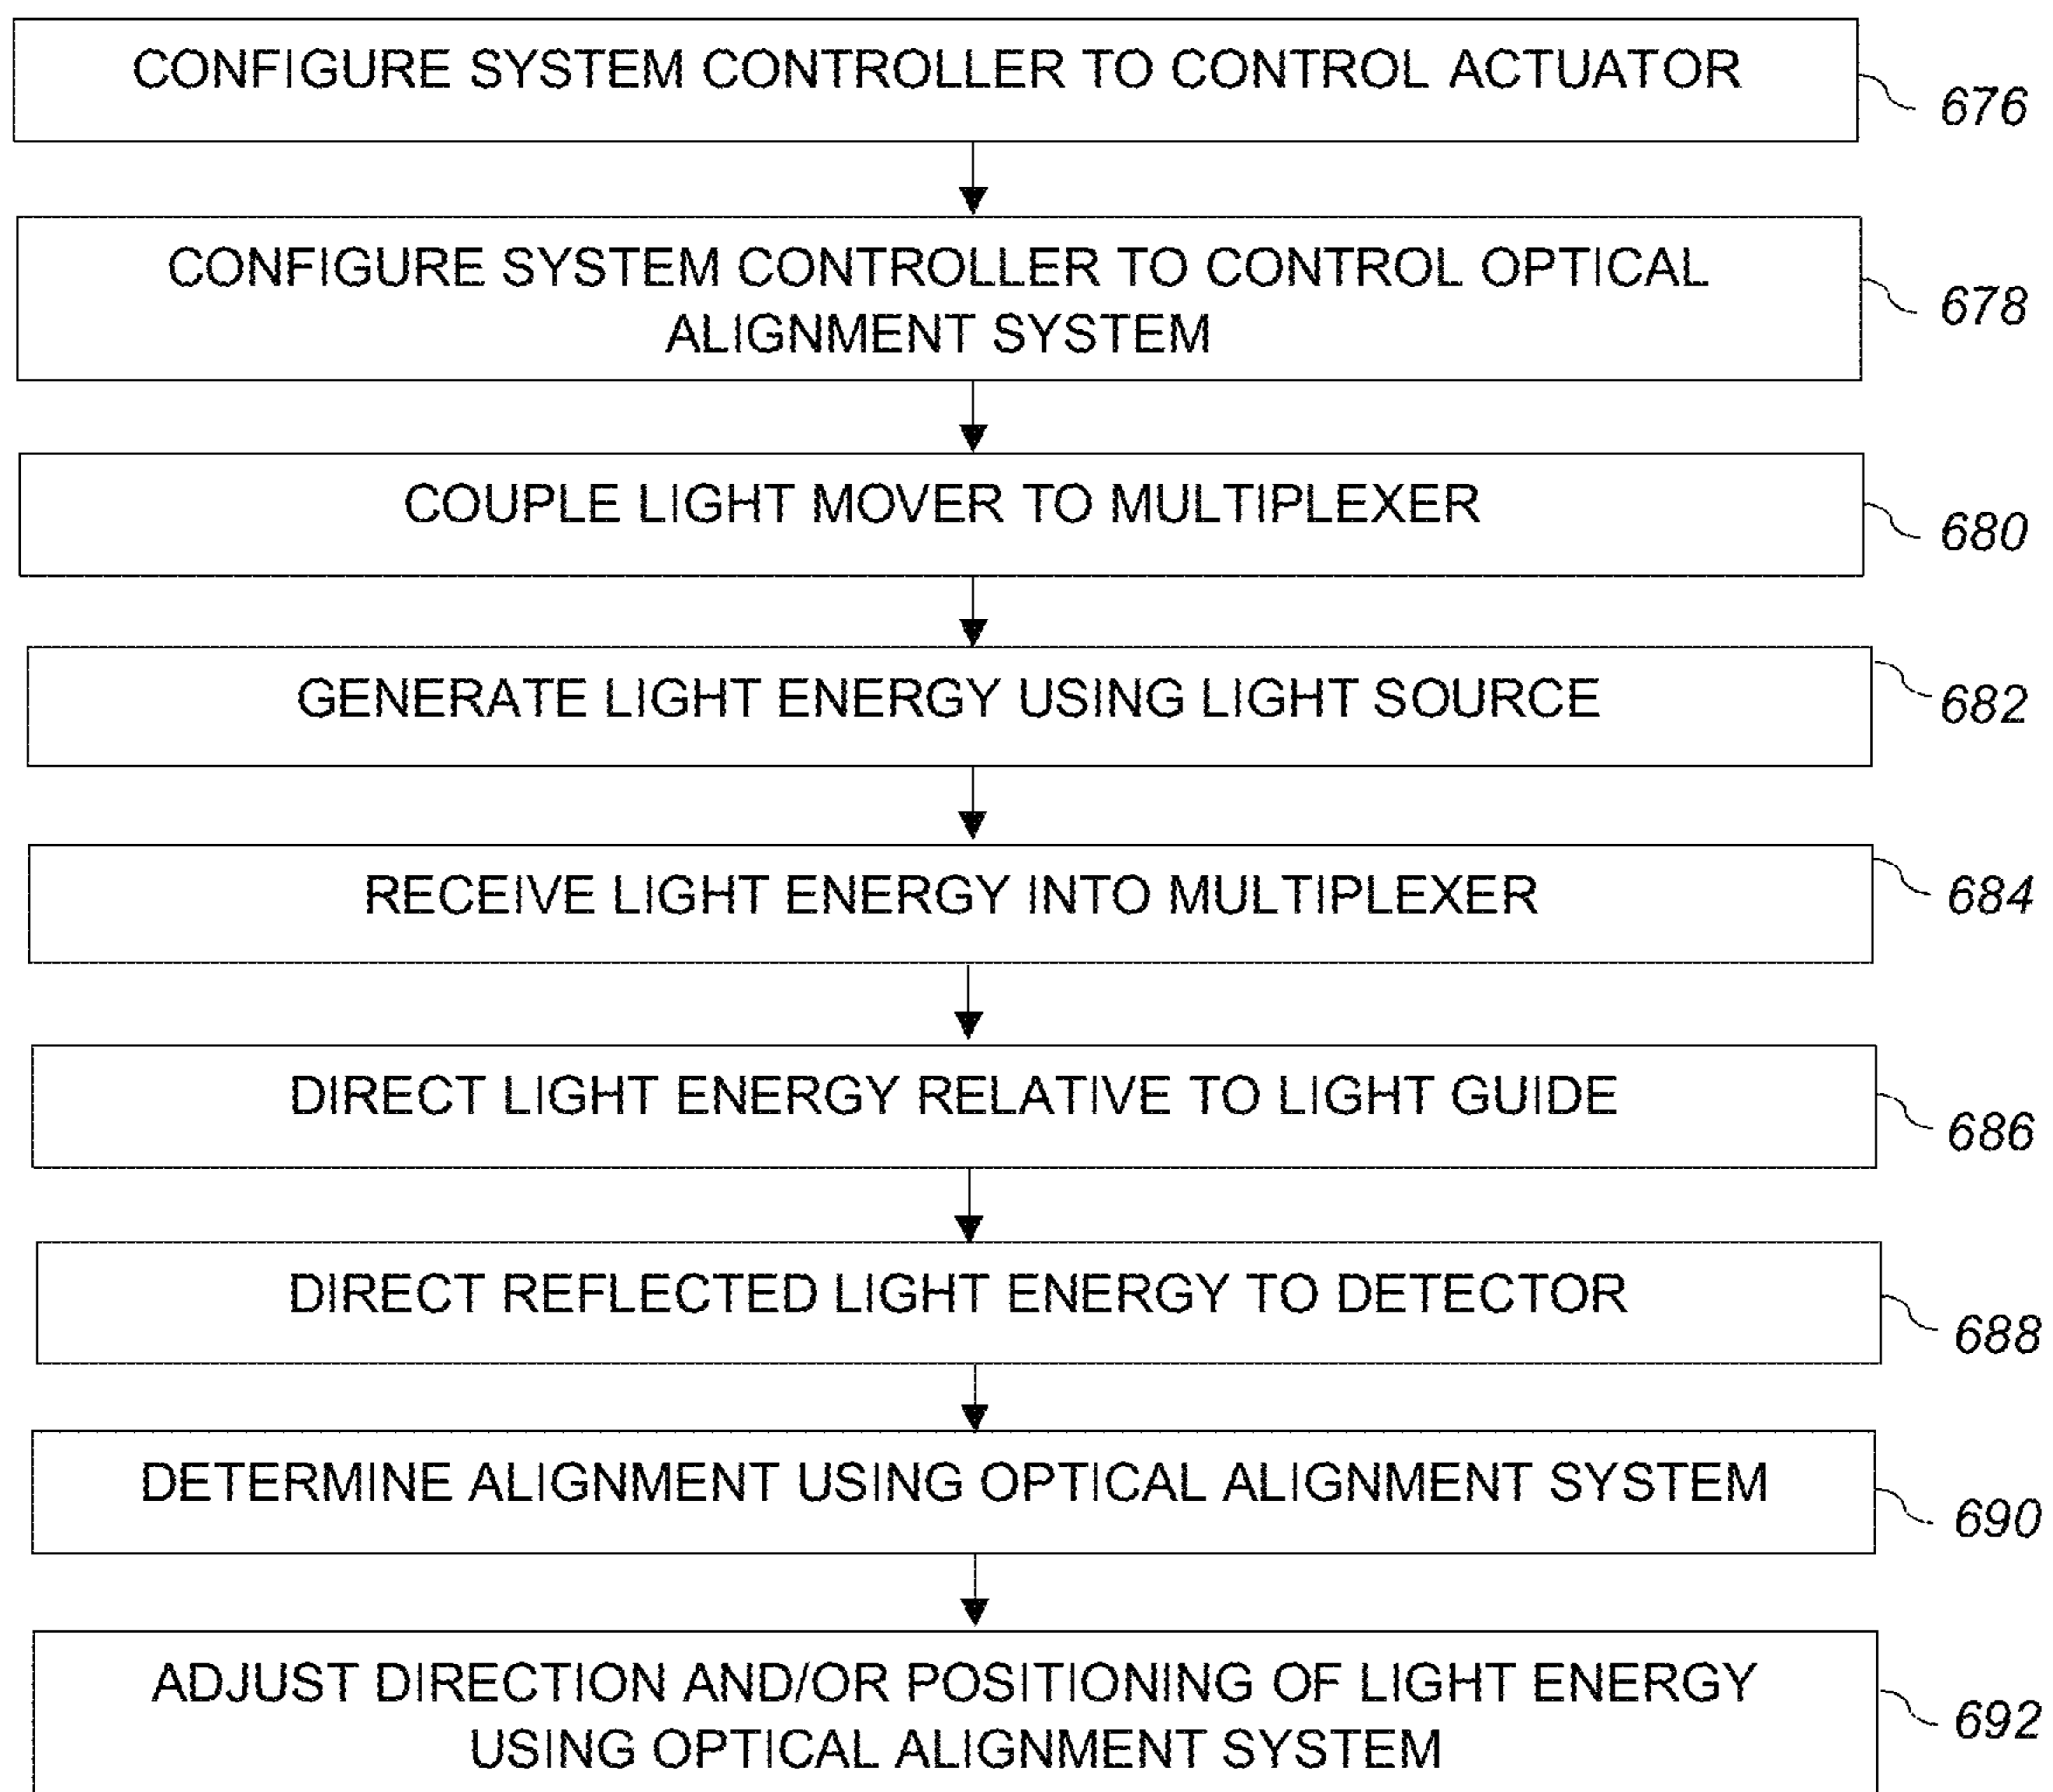 CONFIGURE SYSTEM CONTROLLER TO CONTROL ACTUATOR
676
CONFIGURE SYSTEM CONTROLLER TO CONTROL OPTICAL
ALIGNMENT SYSTEM
678
COUPLE LIGHT MOVER TO MULTIPLEXER
680
GENERATE LIGHT ENERGY USING LIGHT SOURCE
682
RECEIVE LIGHT ENERGY INTO MULTIPLEXER
684
DIRECT LIGHT ENERGY RELATIVE TO LIGHT GUIDE
686
DIRECT REFLECTED LIGHT ENERGY TO DETECTOR
688
DETERMINE ALIGNMENT USING OPTICAL ALIGNMENT SYSTEM
690
ADJUST DIRECTION AND/OR POSITIONING OF LIGHT ENERGY
USING OPTICAL ALIGNMENT SYSTEM
692